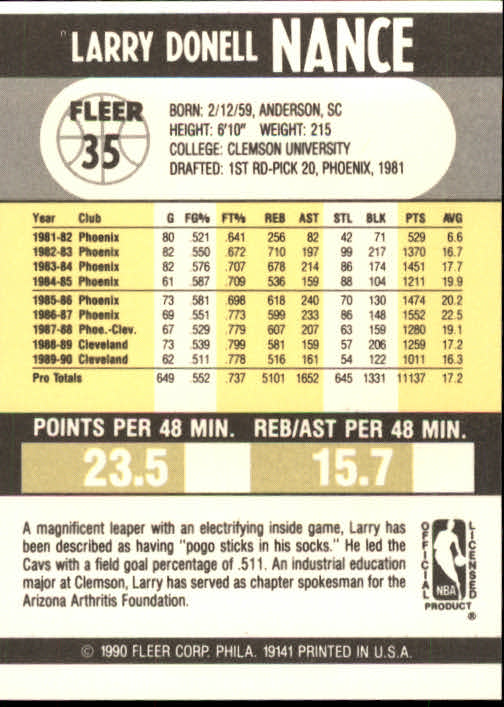 LARRY DONELL NANCE
FLEER
35
BORN: 2/12/59, ANDERSON, SC
HEIGHT: 6'10" WEIGHT: 215
COLLEGE: CLEMSON UNIVERSITY
DRAFTED: 1ST RD-PICK 20, PHOENIX, 1981
Year Club G FG% FT% REB AST STL BLK PTS AVG
1981-82 Phoenix 80 .521 .641 256 82 42 71 529 6.6
1982-83 Phoenix 82 .550 .672 710 197 99 217 1370 16.7
1983-84 Phoenix 82 .576 .707 678 214 86 174 1451 17.7
1984-85 Phoenix 61 .587 .709 536 159 88 104 1211 19.9
1985-86 Phoenix 73 .581 .698 618 240 70 130 1474 20.2
1986-87 Phoenix 69 .551 .773 599 233 86 148 1552 22.5
1987-88 Phoe.-Clev. 67 .529 .779 607 207 63 159 1280 19.1
1988-89 Cleveland 73 .539 .799 581 159 57 206 1259 17.2
1989-90 Cleveland 62 .511 .778 516 161 54 122 1011 16.3
Pro Totals 649 .552 .737 5101 1652 645 1331 11137 17.2
POINTS PER 48 MIN. REB/AST PER 48 MIN.
23.5 15.7
A magnificent leaper with an electrifying inside game, Larry has
been described as having "pogo sticks in his socks." He led the
Cavs with a field goal percentage of .511. An industrial education
major at Clemson, Larry has served as chapter spokesman for the
Arizona Arthritis Foundation.
OFFICIAL
NBA
LICENSED
PRODUCT
®
© 1990 FLEER CORP. PHILA. 19141 PRINTED IN U.S.A.